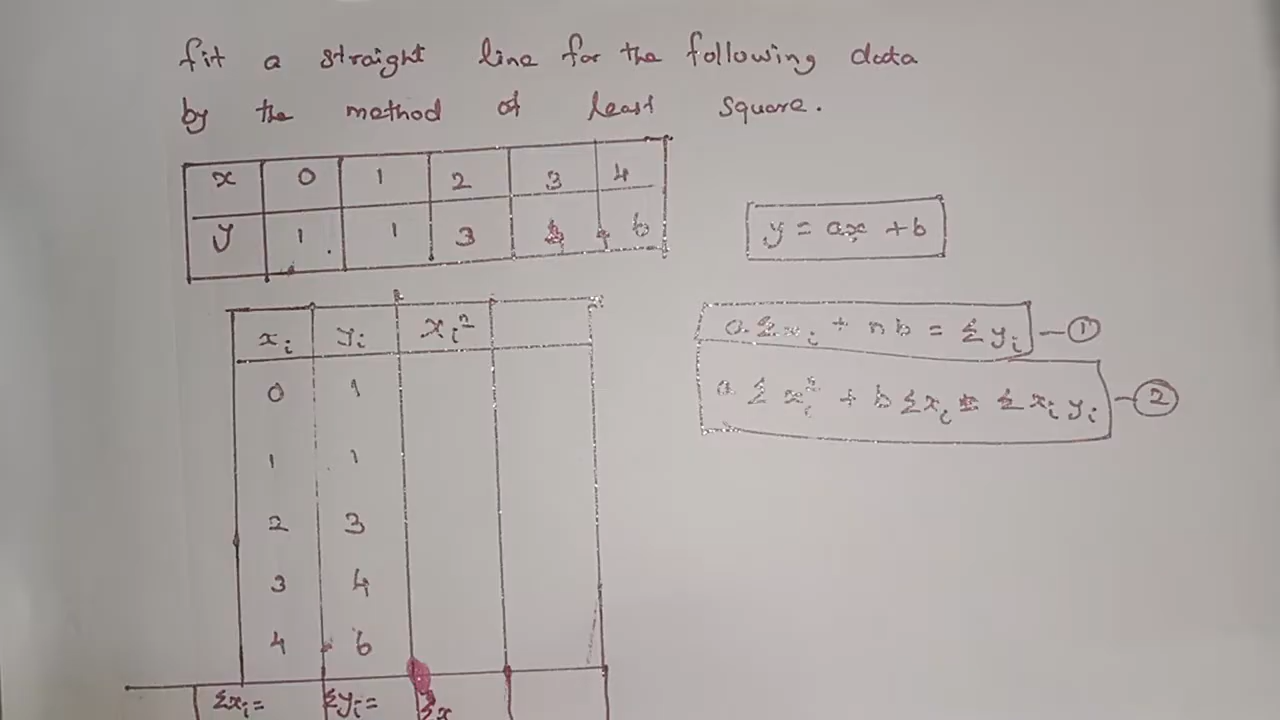 fit a straight line for the following data
by the method of least square.
x 0 1 2 3 4
y 1 1 3 4 6
y = ax + b
xᵢ yᵢ xᵢ²
a Σxᵢ + nb = Σyᵢ — ①
a Σxᵢ² + b Σxᵢ = Σxᵢyᵢ — ②
0 1
1 1
2 3
3 4
4 6
Σxᵢ= Σyᵢ= Σx